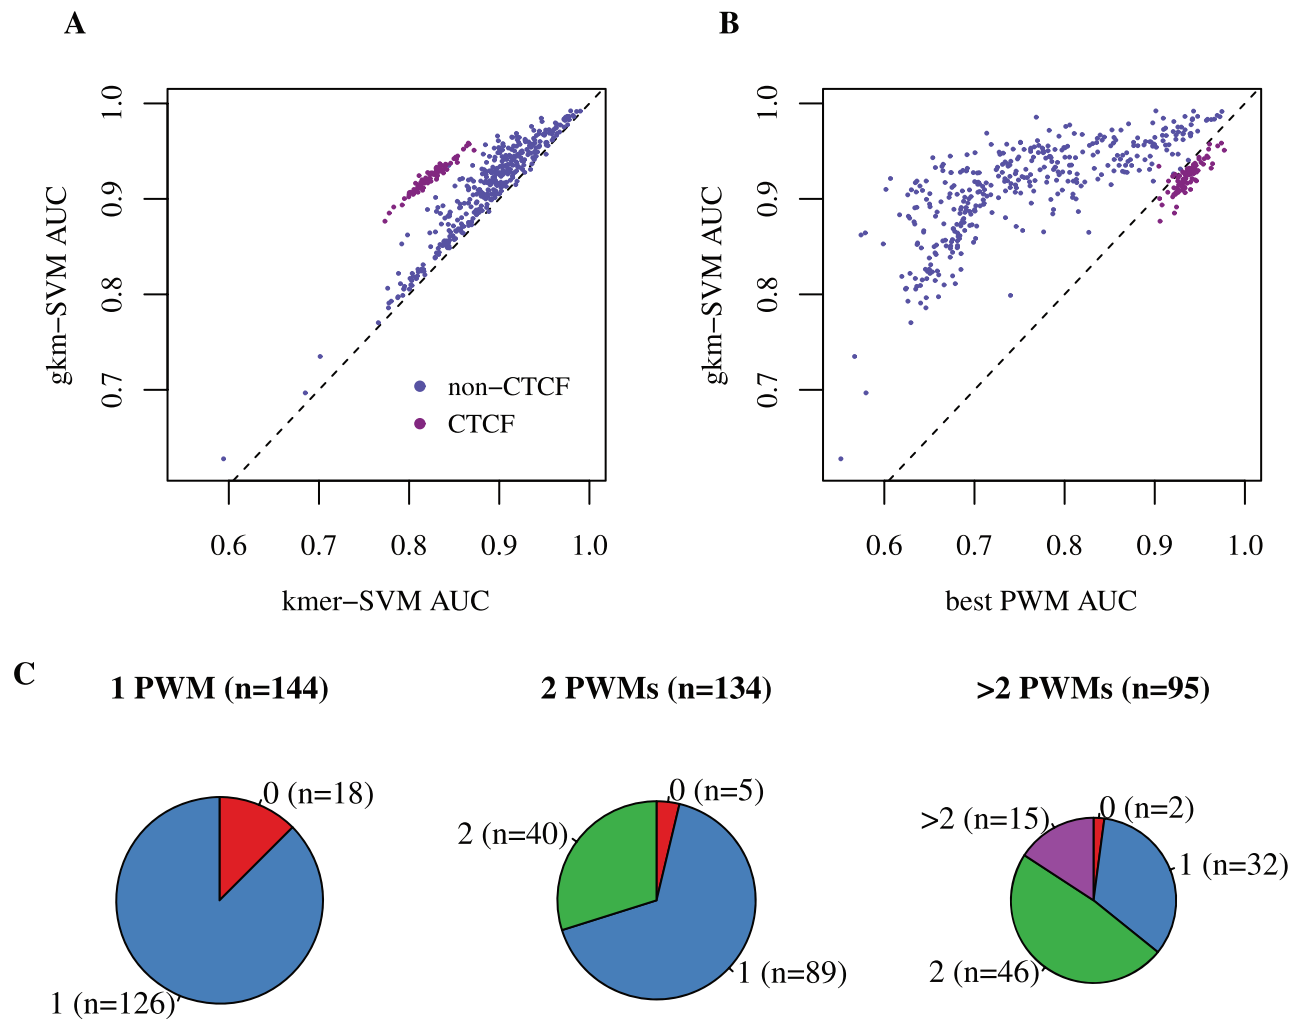 A
B
1.0
0.9
0.8
0.7
gkm−SVM AUC
non−CTCF
CTCF
0.6 0.7 0.8 0.9 1.0
kmer−SVM AUC
1.0
0.9
0.8
0.7
gkm−SVM AUC
0.6 0.7 0.8 0.9 1.0
best PWM AUC
C
1 PWM (n=144)
2 PWMs (n=134)
>2 PWMs (n=95)
0 (n=18)
1 (n=126)
0 (n=5)
2 (n=40)
1 (n=89)
0 (n=2)
>2 (n=15)
1 (n=32)
2 (n=46)